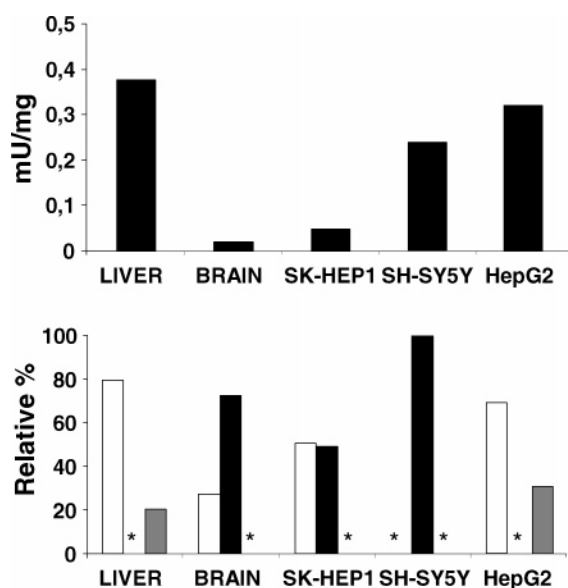 mU/mg
0,5
0,4
0,3
0,2
0,1
0
LIVER BRAIN SK-HEP1 SH-SY5Y HepG2
Relative %
100
80
60
40
20
0
* * * * * *
LIVER BRAIN SK-HEP1 SH-SY5Y HepG2